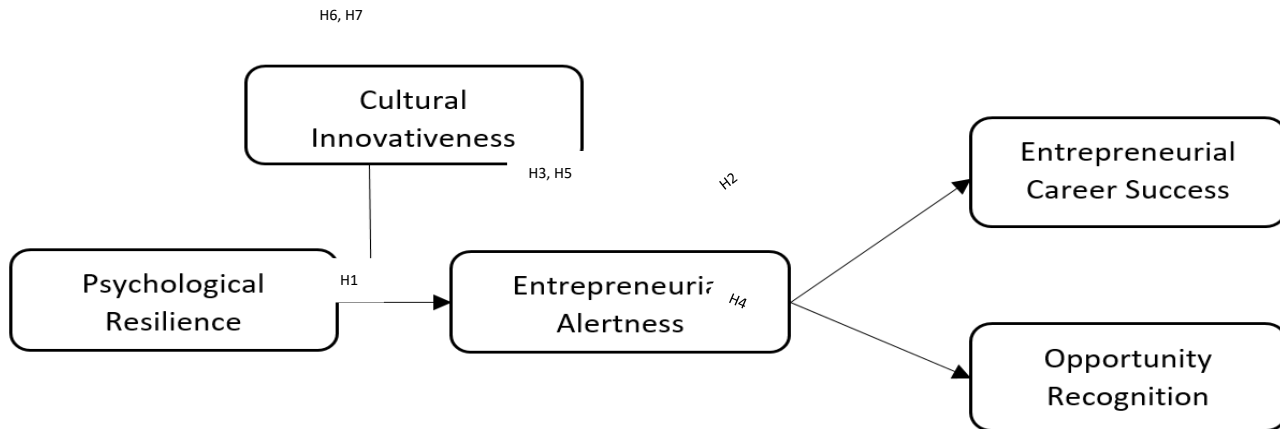 H6, H7
Cultural
Innovativeness
H3, H5
H2
Entrepreneurial
Career Success
Psychological
Resilience
H1
Alertness
H4
Opportunity
Recognition